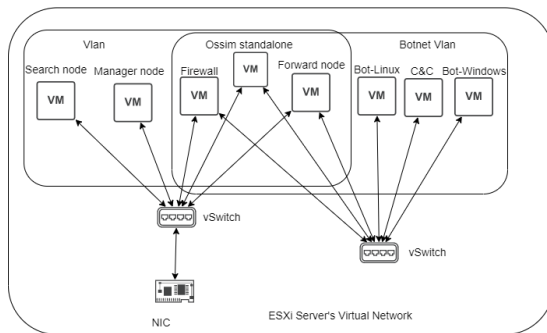 Vlan
Ossim standalone
Botnet Vlan
Search node
Manager node
Firewall
Forward node
Bot-Linux
C&C
Bot-Windows
VM
VM
VM
VM
VM
VM
VM
VM
vSwitch
vSwitch
NIC
ESXi Server's Virtual Network